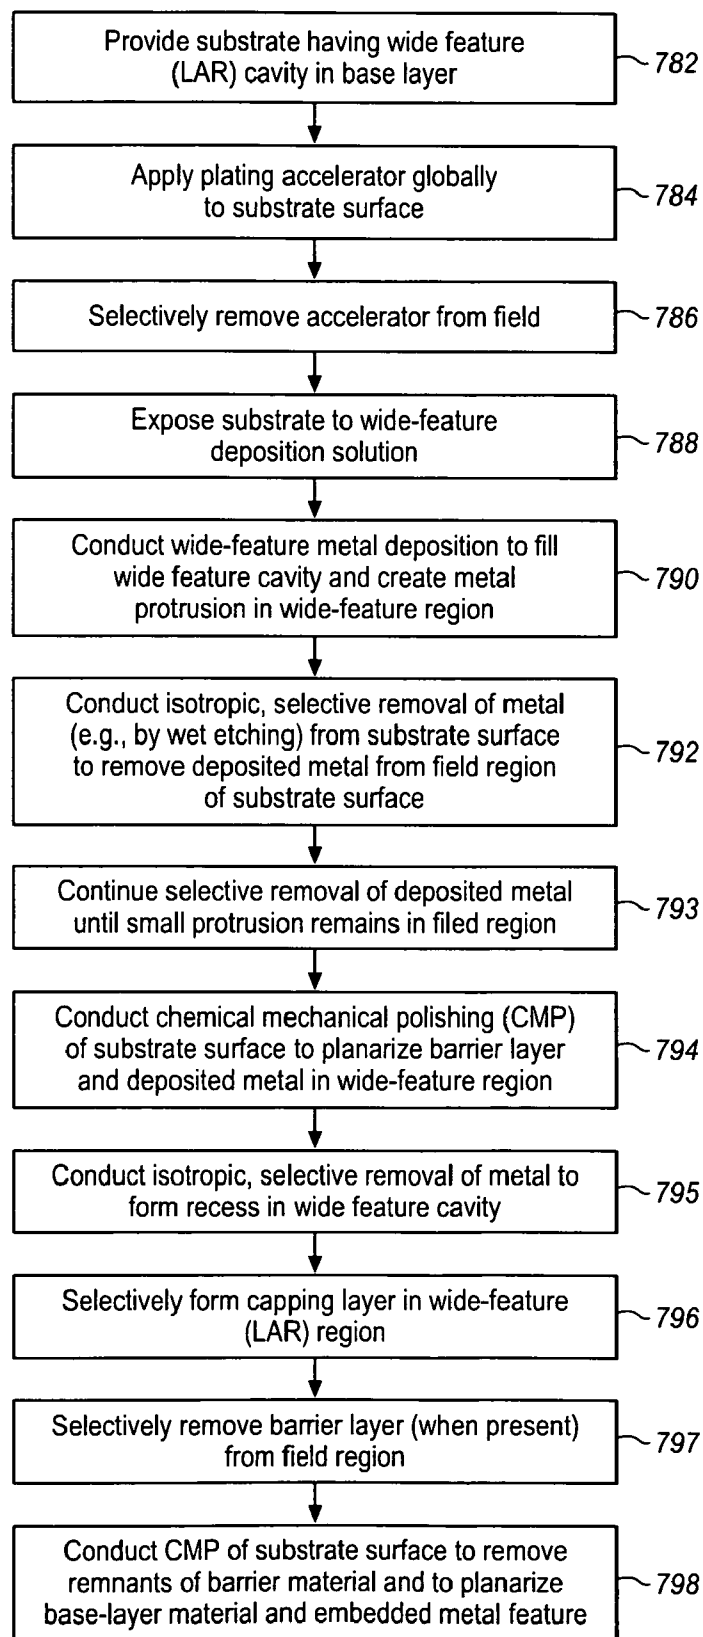 Provide substrate having wide feature
(LAR) cavity in base layer
782
Apply plating accelerator globally
to substrate surface
784
Selectively remove accelerator from field
786
Expose substrate to wide-feature
deposition solution
788
Conduct wide-feature metal deposition to fill
wide feature cavity and create metal
protrusion in wide-feature region
790
Conduct isotropic, selective removal of metal
(e.g., by wet etching) from substrate surface
to remove deposited metal from field region
of substrate surface
792
Continue selective removal of deposited metal
until small protrusion remains in filed region
793
Conduct chemical mechanical polishing (CMP)
of substrate surface to planarize barrier layer
and deposited metal in wide-feature region
794
Conduct isotropic, selective removal of metal to
form recess in wide feature cavity
795
Selectively form capping layer in wide-feature
(LAR) region
796
Selectively remove barrier layer (when present)
from field region
797
Conduct CMP of substrate surface to remove
remnants of barrier material and to planarize
base-layer material and embedded metal feature
798